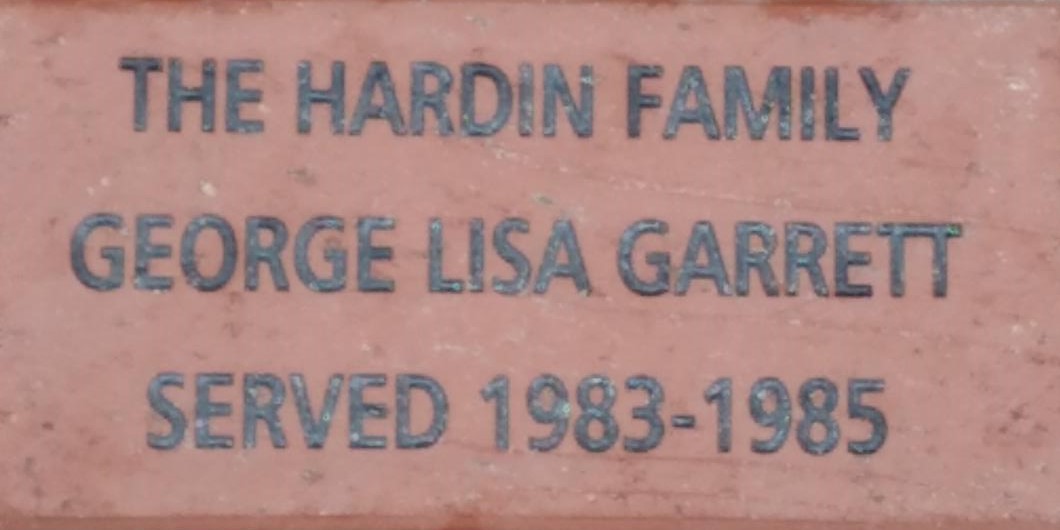 THE HARDIN FAMILY
GEORGE LISA GARRETT
SERVED 1983-1985